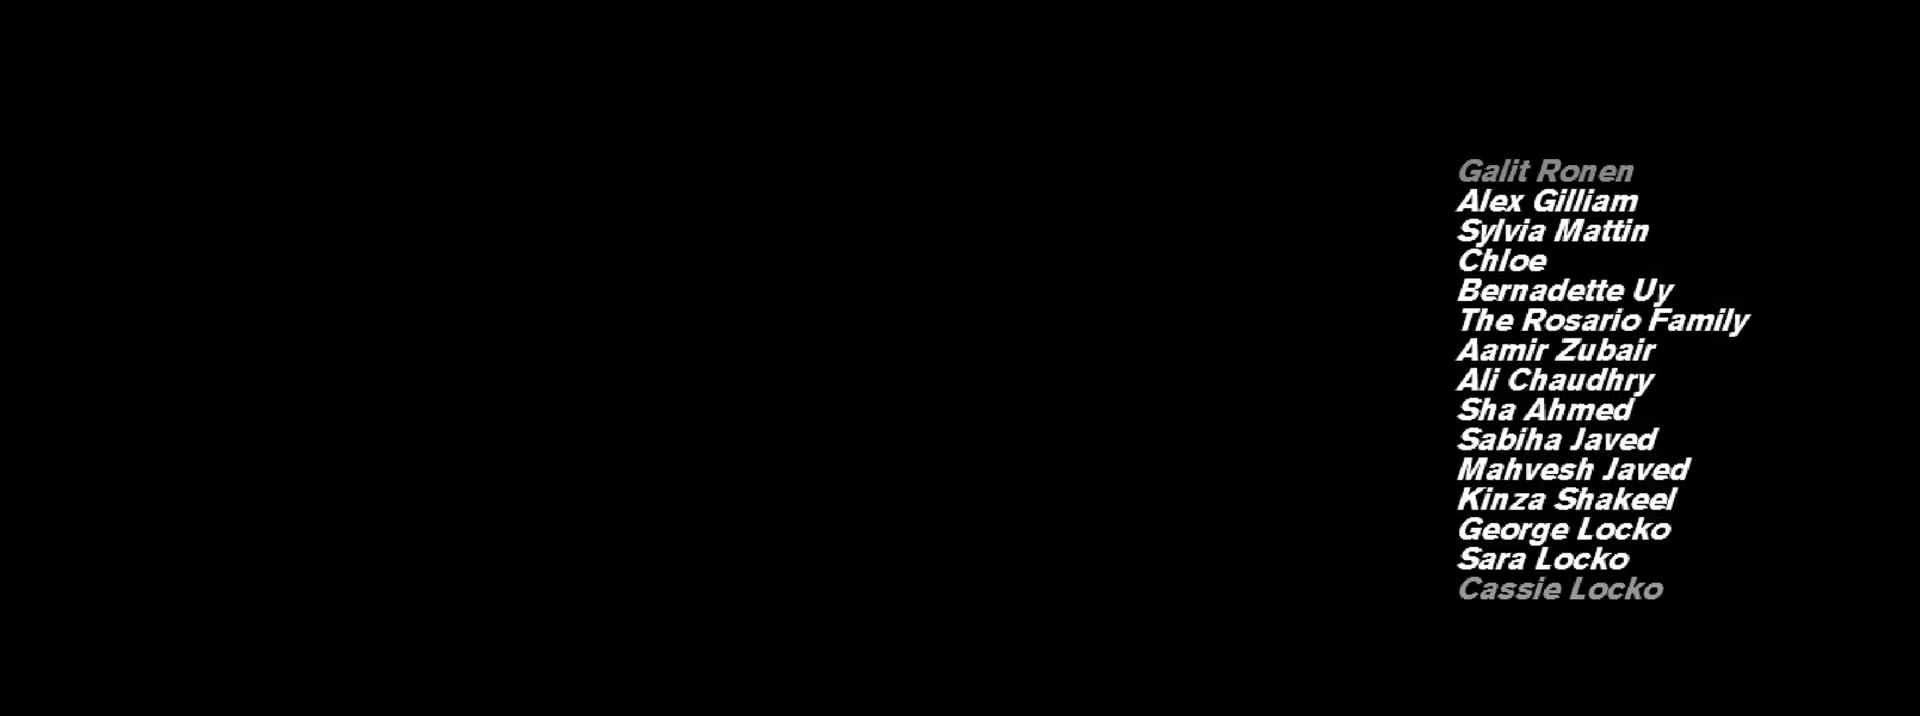 Galit Ronen
Alex Gilliam
Sylvia Mattin
Chloe
Bernadette Uy
The Rosario Family
Aamir Zubair
Ali Chaudhry
Sha Ahmed
Sabiha Javed
Mahvesh Javed
Kinza Shakeel
George Locko
Sara Locko
Cassie Locko